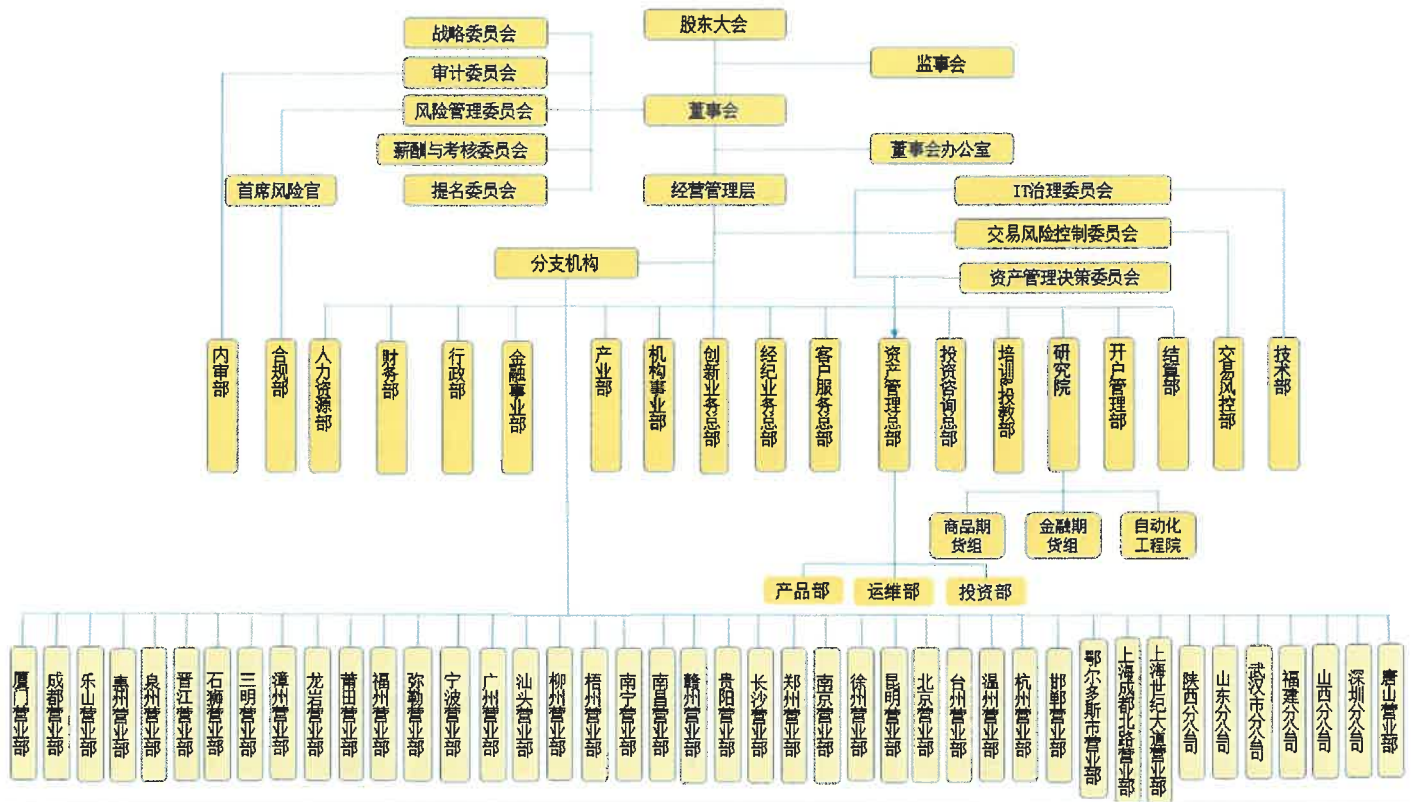 股东大会
战略委员会
监事会
审计委员会
风险管理委员会
董事会
薪酬与考核委员会
董事会办公室
首席风险官
提名委员会
经营管理层
IT治理委员会
交易风险控制委员会
分支机构
资产管理决策委员会
内审部
合规部
人力资源部
财务部
行政部
金融事业部
产业部
机构事业部
创新业务总部
经纪业务总部
客户服务总部
资产管理总部
投资咨询总部
培训与投教部
研究院
开户管理部
结算部
交易风控部
技术部
商品期
货组
金融期
货组
自动化
工程院
产品部
运维部
投资部
厦门营业部
成都营业部
乐山营业部
惠州营业部
泉州营业部
晋江营业部
石狮营业部
三明营业部
漳州营业部
龙岩营业部
莆田营业部
福州营业部
弥勒营业部
宁波营业部
广州营业部
汕头营业部
柳州营业部
梧州营业部
南宁营业部
南昌营业部
赣州营业部
贵阳营业部
长沙营业部
郑州营业部
南京营业部
徐州营业部
昆明营业部
北京营业部
台州营业部
温州营业部
杭州营业部
邯郸营业部
鄂尔多斯市营业部
上海成都北路营业部
上海世纪大道营业部
陕西分公司
山东分公司
武汉市分公司
福建分公司
山西分公司
深圳分公司
唐山营业部